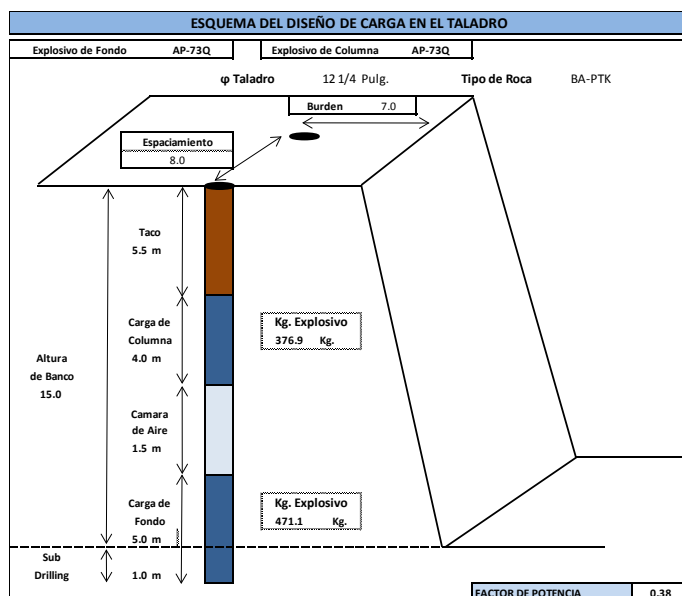 ESQUEMA DEL DISEÑO DE CARGA EN EL TALADRO
Explosivo de Fondo AP-73Q Explosivo de Columna AP-73Q
φ Taladro 12 1/4 Pulg. Tipo de Roca BA-PTK
Burden 7.0
Espaciamiento
8.0
Taco
5.5 m
Carga de
Columna
4.0 m
Kg. Explosivo
376.9 Kg.
Altura
de Banco
15.0
Camara
de Aire
1.5 m
Carga de
Fondo
5.0 m
Kg. Explosivo
471.1 Kg.
Sub
Drilling 1.0 m
FACTOR DE POTENCIA 0.38